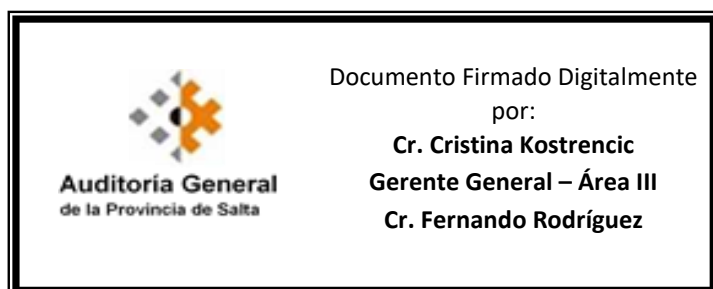 Auditoría General
de la Provincia de Salta
Documento Firmado Digitalmente
por:
Cr. Cristina Kostrencic
Gerente General – Área III
Cr. Fernando Rodríguez